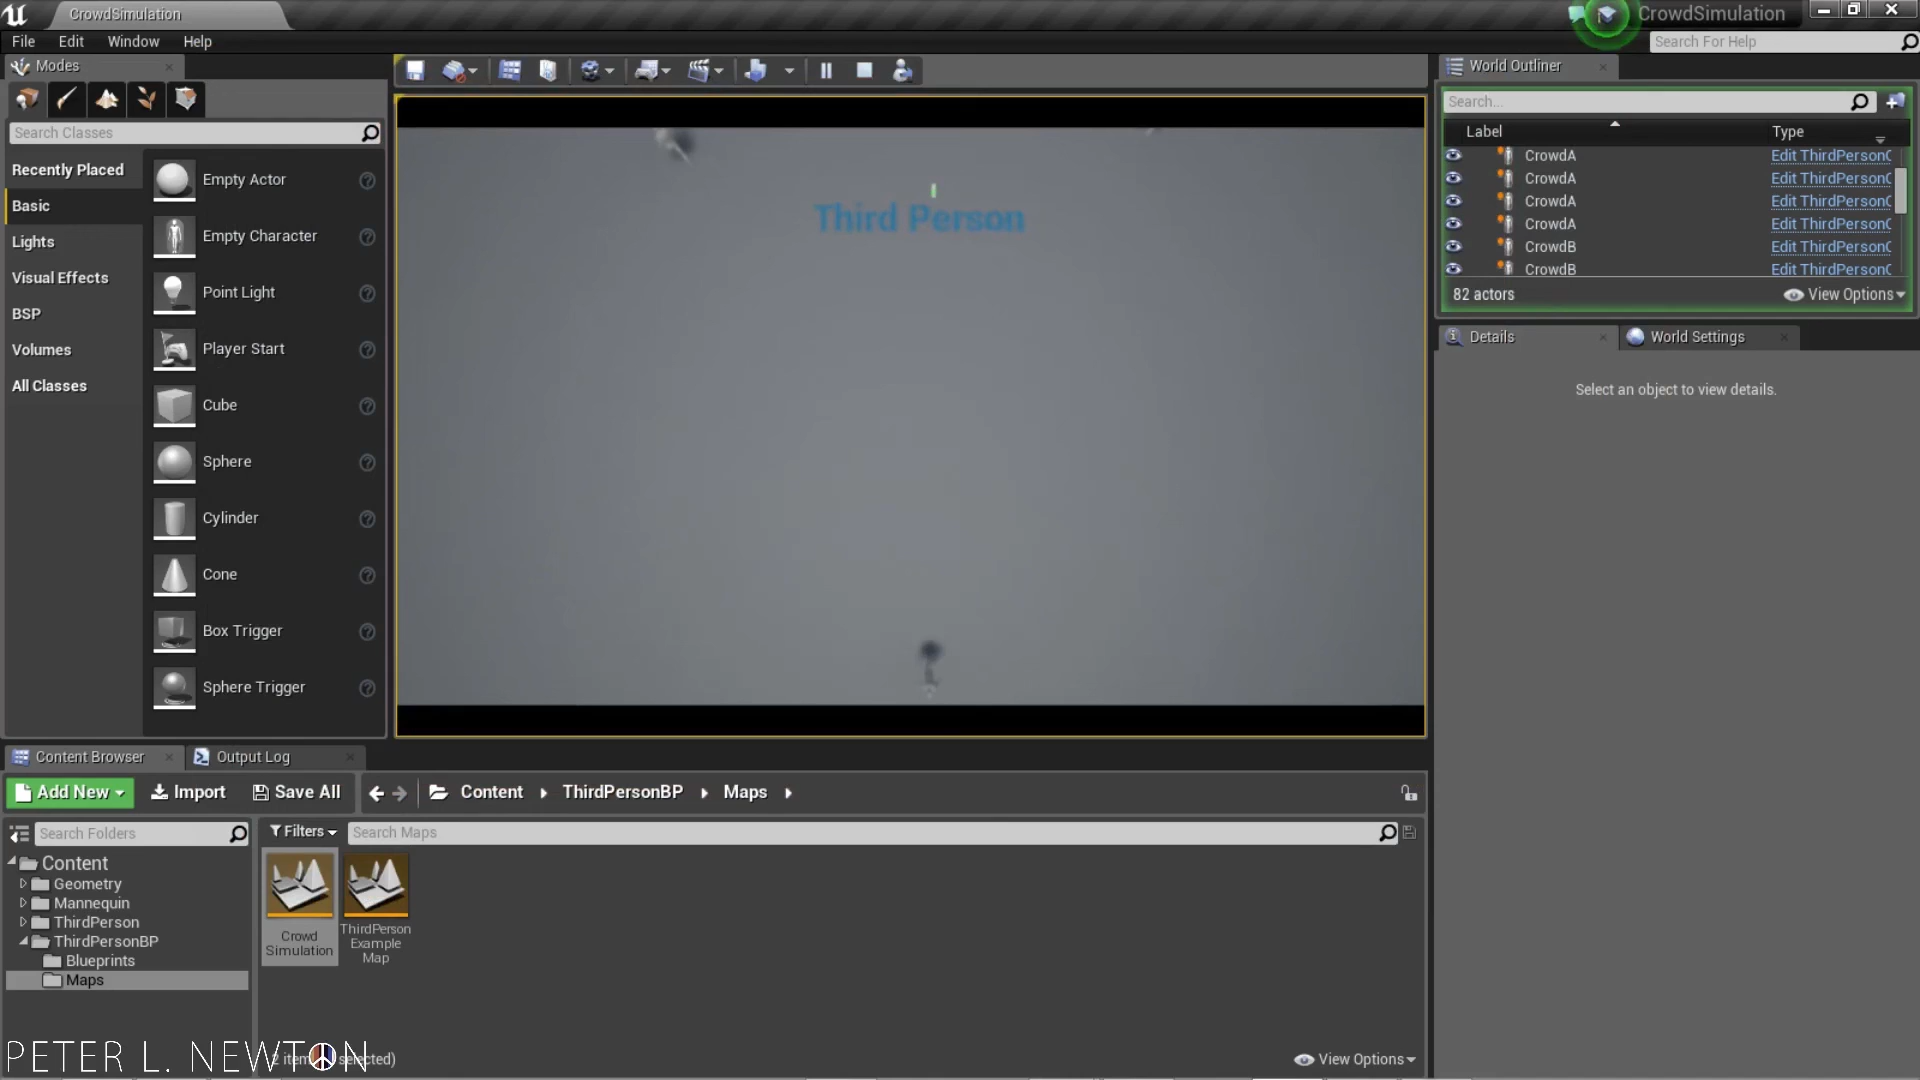 CrowdSimulation
CrowdSimulation
File Edit Window Help
Search For Help
Modes
World Outliner
Search...
Search Classes
Label Type
Recently Placed
Basic
Lights
Visual Effects
BSP
Volumes
All Classes
Empty Actor
Empty Character
Point Light
Player Start
Cube
Sphere
Cylinder
Cone
Box Trigger
Sphere Trigger
Third Person
CrowdA Edit ThirdPersonC
CrowdA Edit ThirdPersonC
CrowdA Edit ThirdPersonC
CrowdA Edit ThirdPersonC
CrowdB Edit ThirdPersonC
CrowdB Edit ThirdPersonC
82 actors View Options
Details World Settings
Select an object to view details.
Content Browser Output Log
Add New Import Save All Content ThirdPersonBP Maps
Search Folders Filters Search Maps
Content
Geometry
Mannequin
ThirdPerson
ThirdPersonBP
Blueprints
Maps
Crowd
Simulation
ThirdPerson
Example
Map
PETER L. NEWTON
View Options